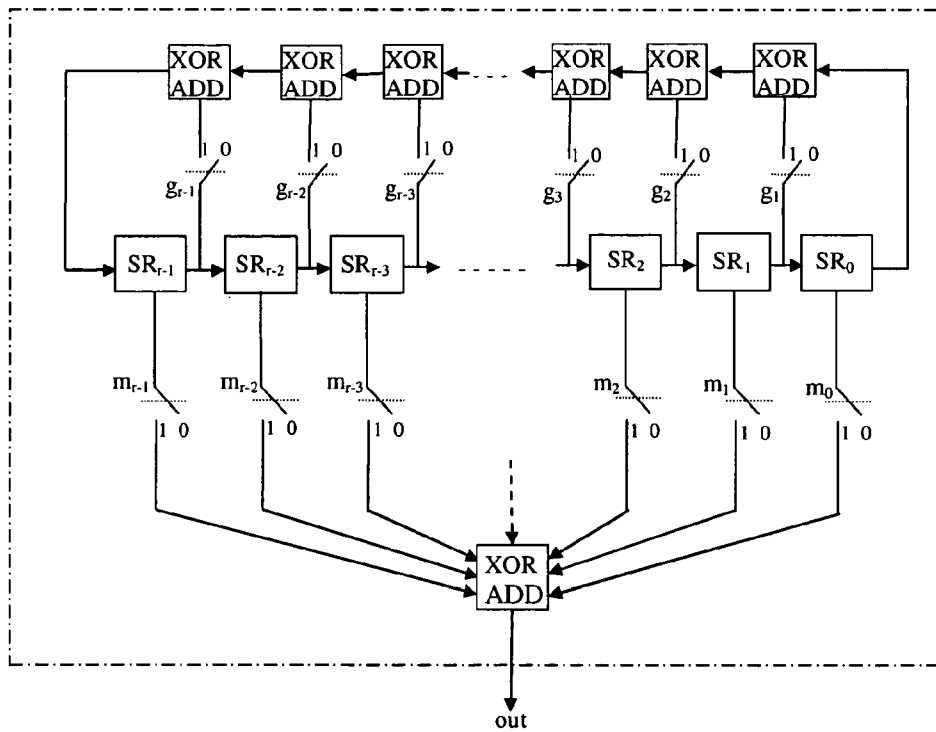 XOR ADD XOR ADD XOR ADD XOR ADD XOR ADD XOR ADD
1 0 1 0 1 0 1 0 1 0 1 0
g_{r-1} g_{r-2} g_{r-3} g_3 g_2 g_1
SR_{r-1} SR_{r-2} SR_{r-3} SR_2 SR_1 SR_0
m_{r-1} m_{r-2} m_{r-3} m_2 m_1 m_0
1 0 1 0 1 0 1 0 1 0 1 0
XOR
ADD
out